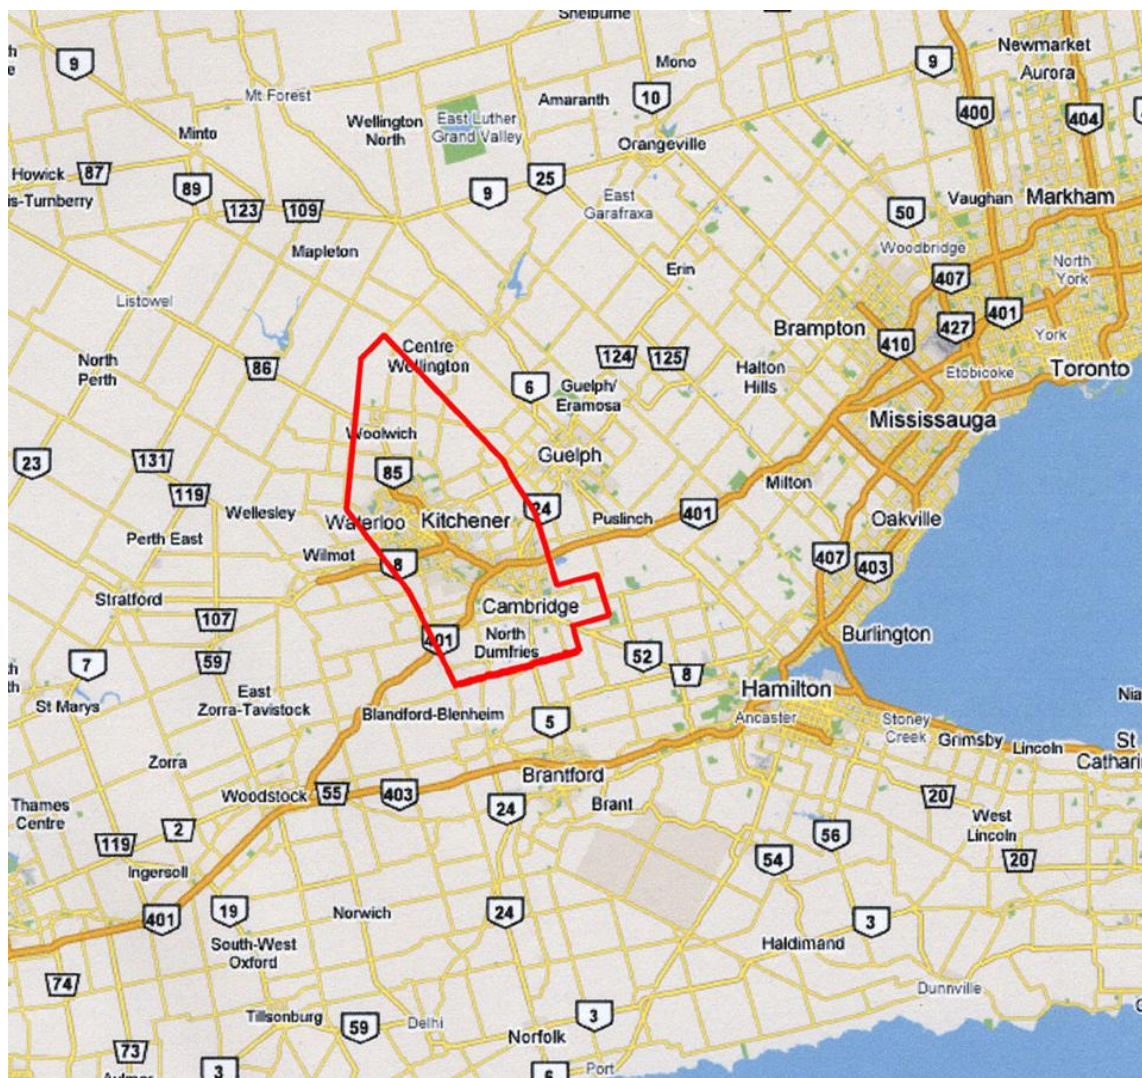 Shelburne
9
Mono
Newmarket
9
Aurora
Mt Forest
10
Amaranth
Wellington
North
East Luther
Grand Valley
400
404
Minto
Orangeville
Howick
87
89
25
9
is-Turnberry
123
109
East
Garafraxa
50
Vaughan
Markham
Woodbridge
Mapleton
407
North
York
Erin
Listowel
401
427
York
Brampton
410
Centre
Wellington
124
125
North
Perth
86
Halton
Hills
Etobicoke
Toronto
6
Guelph/
Eramosa
Mississauga
Woolwich
Guelph
23
131
85
Milton
119
24
Wellesley
Waterloo
Kitchener
Puslinch
401
Oakville
Perth East
Wilmot
8
407
403
Stratford
Cambridge
107
401
North
Dumfries
Burlington
7
59
52
8
St Marys
East
Zorra-Tavistock
Hamilton
Nia
Blandford-Blenheim
5
Ancaster
Stoney
Creek
Grimsby
Lincoln
St
Cathari
Zorra
Brantford
Woodstock
55
403
24
Brant
20
Thames
Centre
2
56
West
Lincoln
119
54
20
Ingersoll
401
19
Norwich
24
3
South-West
Oxford
Haldimand
74
Dunnville
Tillsonburg
59
Delhi
3
Norfolk
73
3
6
Port